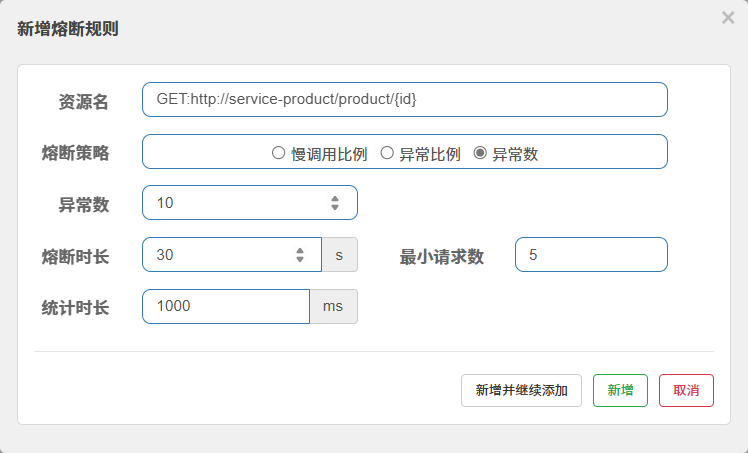 新增熔断规则
×
资源名 GET:http://service-product/product/{id}
熔断策略 慢调用比例 异常比例 异常数
异常数 10
熔断时长 30 s 最小请求数 5
统计时长 1000 ms
新增并继续添加 新增 取消